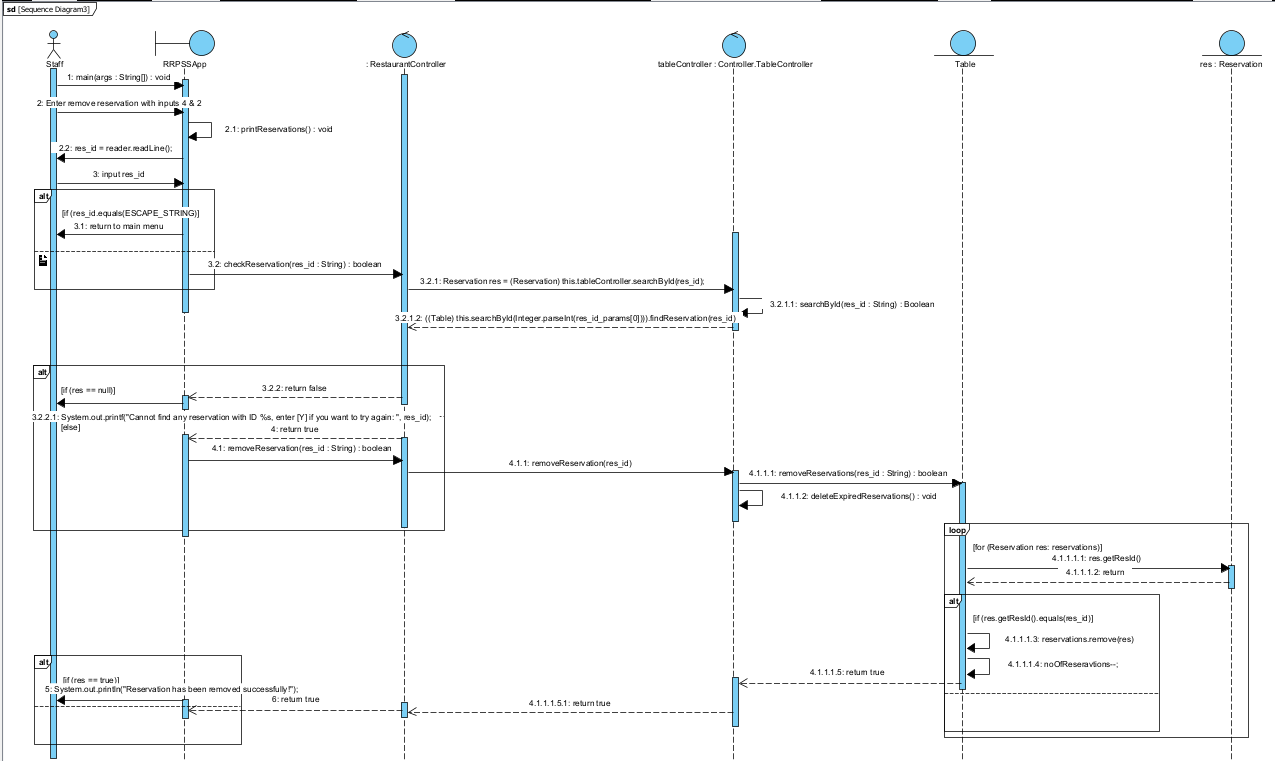 sd [Sequence Diagram3]
Staff
RRPSSApp
: RestaurantController
tableController : Controller.TableController
Table
res : Reservation
1: main(args : String[]) : void
2: Enter remove reservation with inputs 4 & 2
2.1: printReservations() : void
2.2: res_id = reader.readLine();
3: input res_id
alt
[if (res_id.equals(ESCAPE_STRING)]
3.1: return to main menu
3.2: checkReservation(res_id : String) : boolean
3.2.1: Reservation res = (Reservation) this.tableController.searchById(res_id);
3.2.1.1: searchById(res_id : String) : Boolean
3.2.1.2: ((Table) this.searchById(Integer.parseInt(res_id_params[0]))).findReservation(res_id)
alt
[if (res == null)]
3.2.2: return false
3.2.2.1: System.out.printf("Cannot find any reservation with ID %s, enter [Y] if you want to try again: ", res_id);
[else]
4: return true
4.1: removeReservation(res_id : String) : boolean
4.1.1: removeReservation(res_id)
4.1.1.1: removeReservations(res_id : String) : boolean
4.1.1.2: deleteExpiredReservations() : void
loop
[for (Reservation res: reservations)]
4.1.1.1.1: res.getResId()
4.1.1.1.2: return
alt
[if (res.getResId().equals(res_id)]
4.1.1.1.3: reservations.remove(res)
4.1.1.1.4: noOfReseravtions--;
alt
4.1.1.1.5: return true
[if (res == true)]
5: System.out.println("Reservation has been removed successfully!");
6: return true
4.1.1.1.5.1: return true